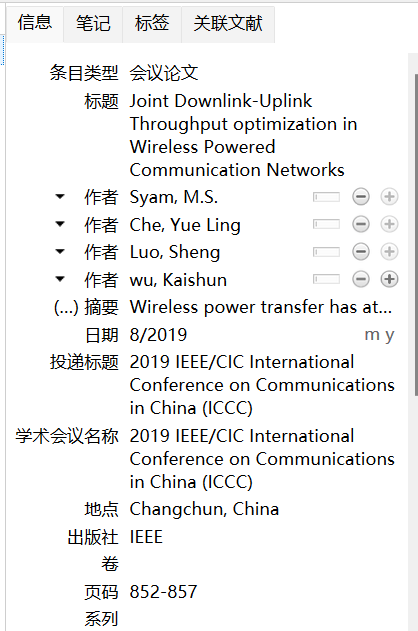 信息 笔记 标签 关联文献
条目类型 会议论文
标题 Joint Downlink-Uplink
Throughput optimization in
Wireless Powered
Communication Networks
作者 Syam, M.S.
作者 Che, Yue Ling
作者 Luo, Sheng
作者 wu, Kaishun
(...) 摘要 Wireless power transfer has at...
日期 8/2019 m y
投递标题 2019 IEEE/CIC International
Conference on Communications
in China (ICCC)
学术会议名称 2019 IEEE/CIC International
Conference on Communications
in China (ICCC)
地点 Changchun, China
出版社 IEEE
卷
页码 852-857
系列